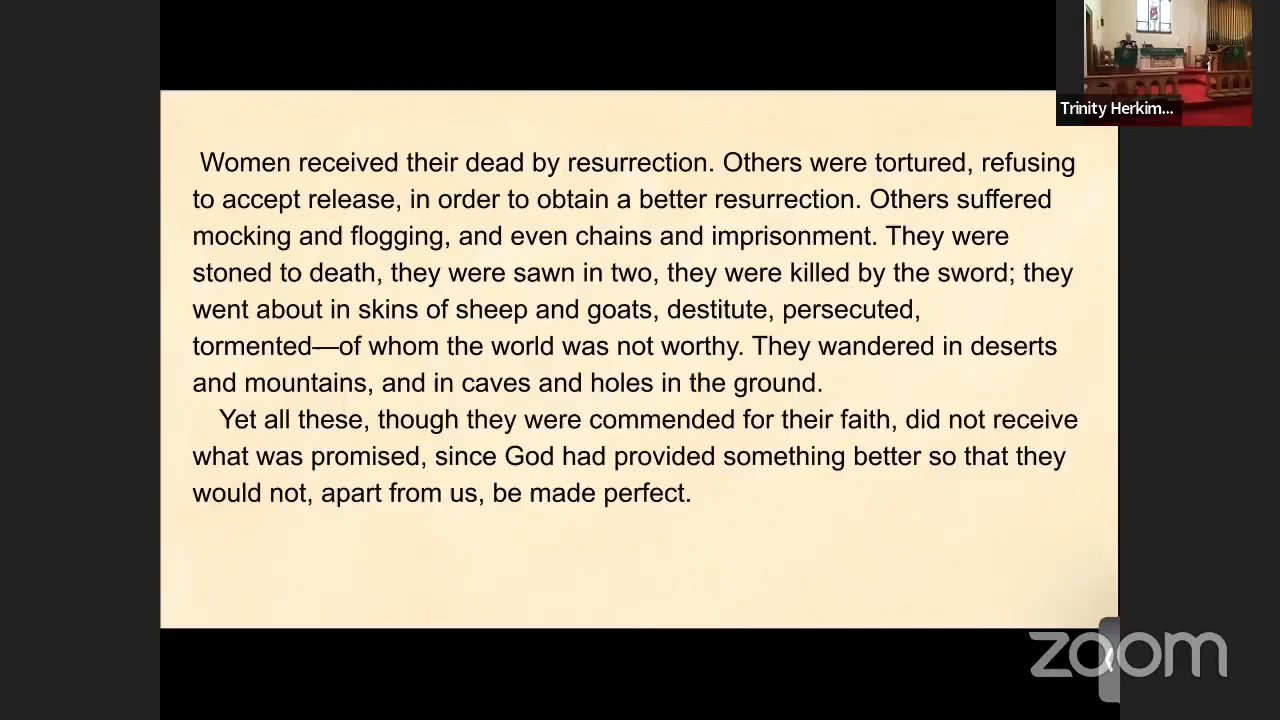 Trinity Herkim...
Women received their dead by resurrection. Others were tortured, refusing
to accept release, in order to obtain a better resurrection. Others suffered
mocking and flogging, and even chains and imprisonment. They were
stoned to death, they were sawn in two, they were killed by the sword; they
went about in skins of sheep and goats, destitute, persecuted,
tormented—of whom the world was not worthy. They wandered in deserts
and mountains, and in caves and holes in the ground.
Yet all these, though they were commended for their faith, did not receive
what was promised, since God had provided something better so that they
would not, apart from us, be made perfect.
zoom